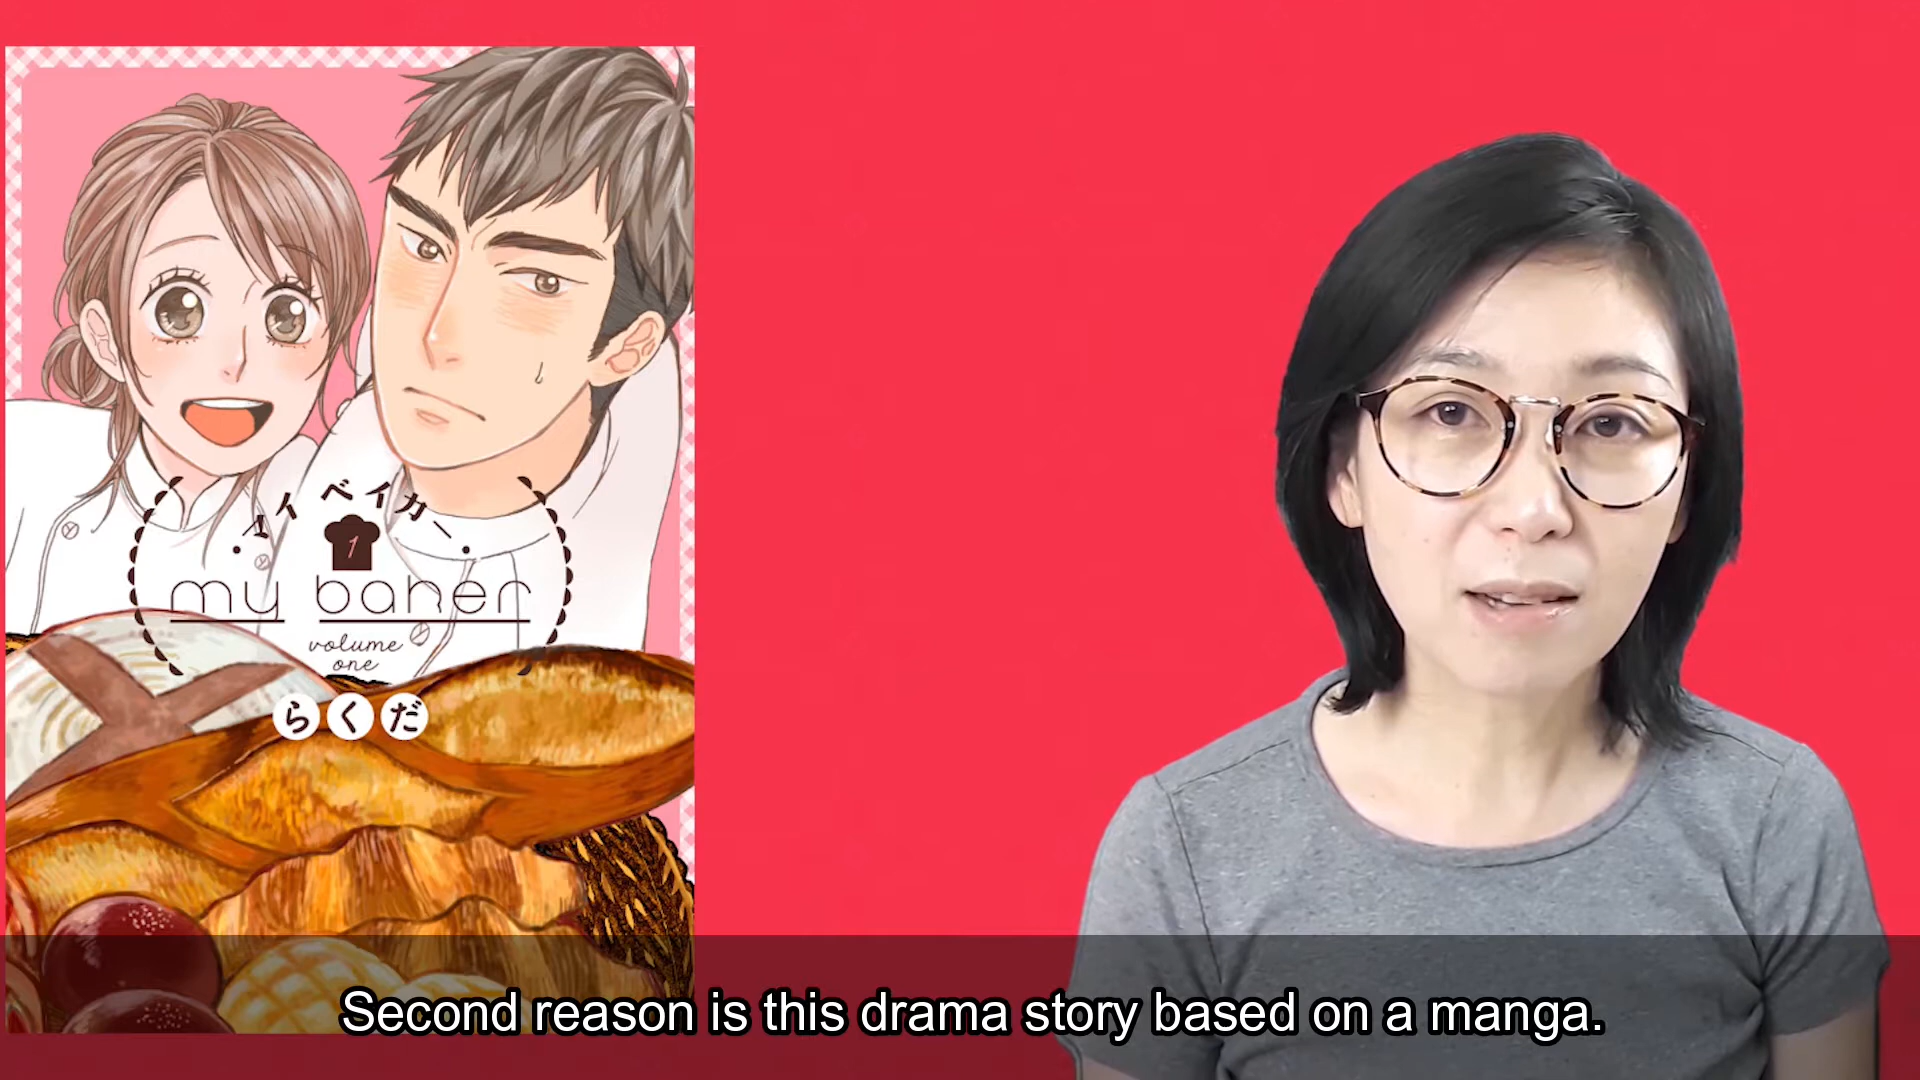 マイ ベイカー
1
my baker
volume
one
らくだ
Second reason is this drama story based on a manga.